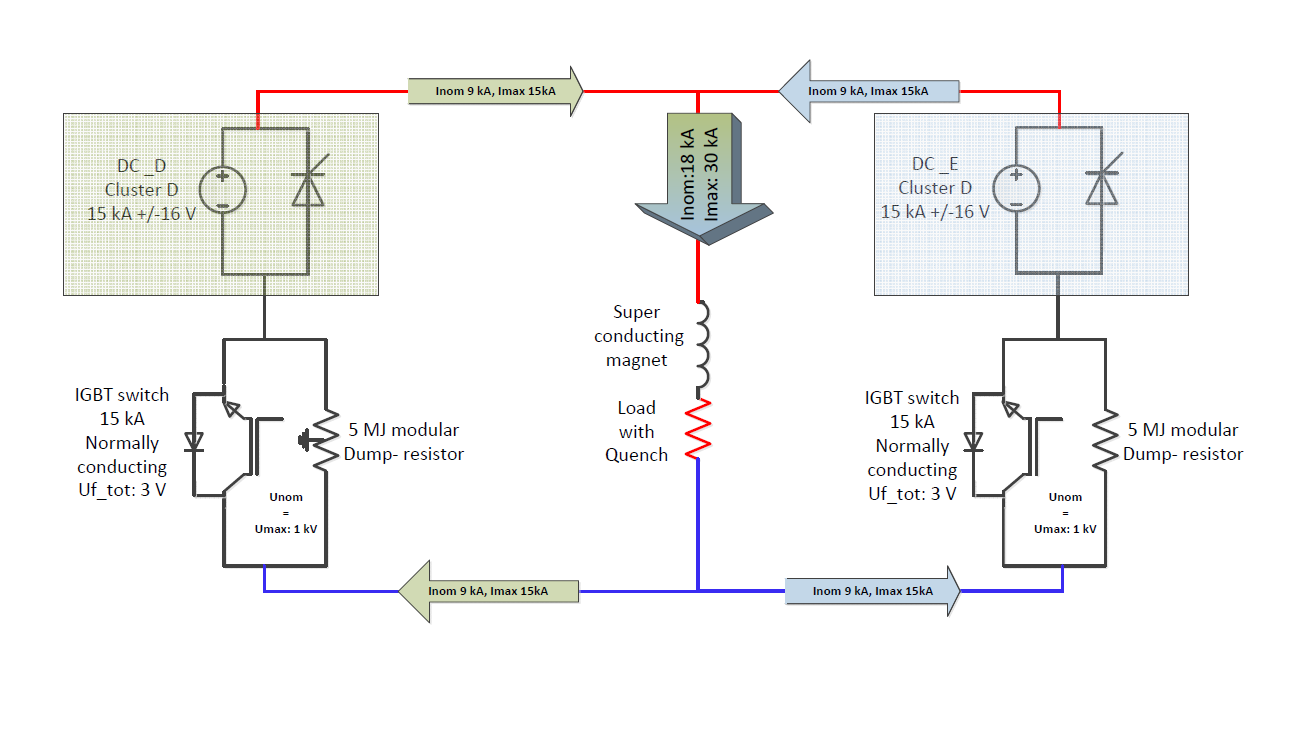 Inom 9 kA, Imax 15kA
Inom 9 kA, Imax 15kA
Inom:18 kA
Imax: 30 kA
DC _D
Cluster D
15 kA +/-16 V
DC _E
Cluster D
15 kA +/-16 V
Super
conducting
magnet
Load
with
Quench
IGBT switch
15 kA
Normally
conducting
Uf_tot: 3 V
5 MJ modular
Dump- resistor
Unom
=
Umax: 1 kV
IGBT switch
15 kA
Normally
conducting
Uf_tot: 3 V
5 MJ modular
Dump- resistor
Unom
=
Umax: 1 kV
Inom 9 kA, Imax 15kA
Inom 9 kA, Imax 15kA